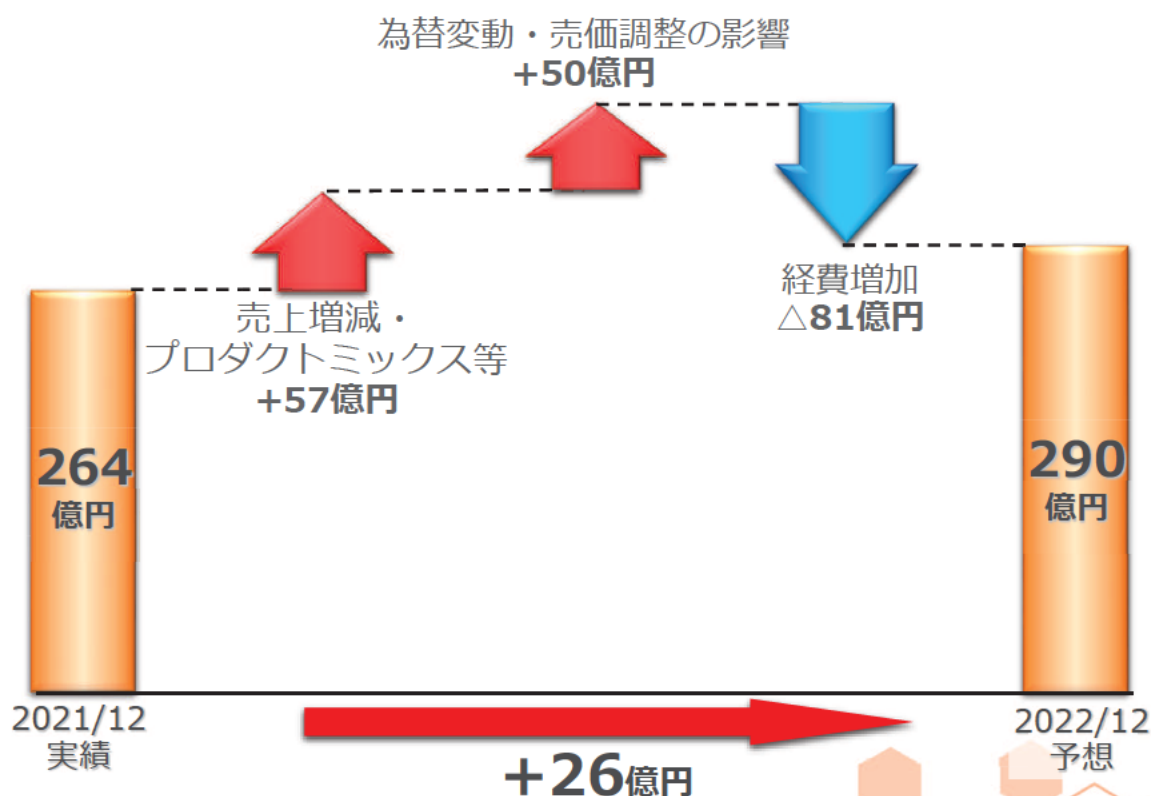 為替変動・売価調整の影響
+50億円
売上増減・
プロダクトミックス等
+57億円
経費増加
△81億円
264
億円
290
億円
2021/12
実績
2022/12
予想
+26億円